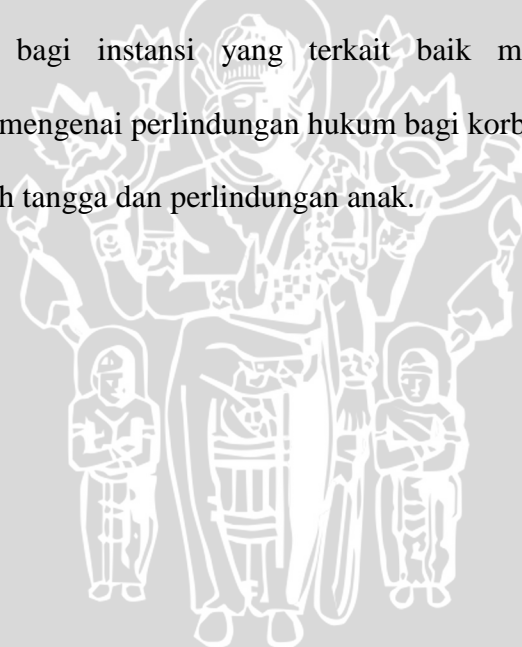 bagi instansi yang terkait baik m
mengenai perlindungan hukum bagi korb
h tangga dan perlindungan anak.